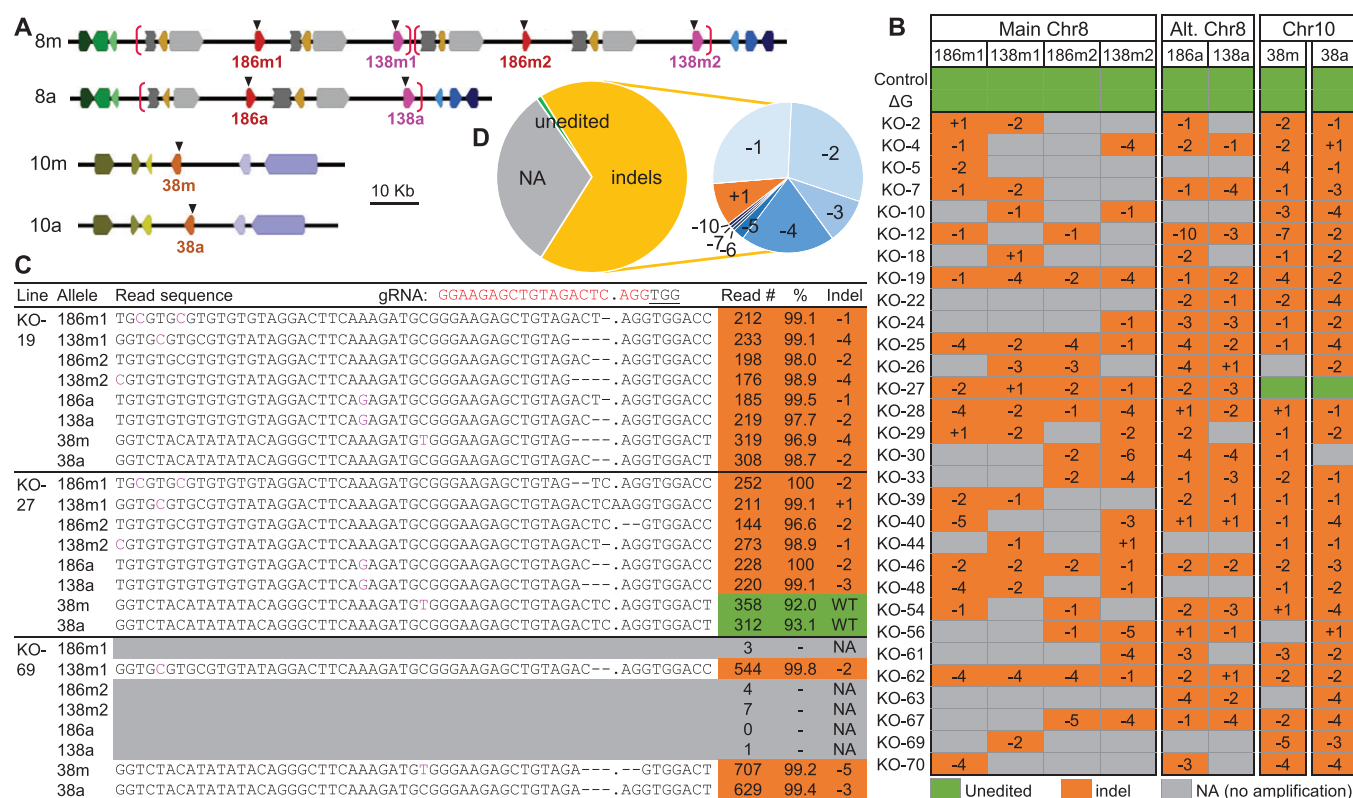 A
8m
186m1 138m1 186m2 138m2
8a
186a 138a
10m
38m
10 Kb
10a
38a
D
unedited
NA
indels
-1
-2
-3
-4
-5
-6
-7
-10
+1
C
Line Allele Read sequence gRNA: GGAAGAGCTGTAGACTC.AGGTGG Read # % Indel
KO-19 186m1 TGCGTGCGTGTGTGTAGGACTTCAAAGATGCGGGAAGAGCTGTAGACT-.AGGTGGACC 212 99.1 -1
138m1 GGTGCGTGCGTGTATAGGACTTCAAAGATGCGGGAAGAGCTGTAG----.AGGTGGACC 233 99.1 -4
186m2 TGTGTGCGTGTGTGTAGGACTTCAAAGATGCGGGAAGAGCTGTAGAC--.AGGTGGACC 198 98.0 -2
138m2 CGTGTGTGTGTGTATAGGACTTCAAAGATGCGGGAAGAGCTGTAG----.AGGTGGACC 176 98.9 -4
186a TGTGTGTGTGTGTGTAGGACTTCAGAGATGCGGGAAGAGCTGTAGACT-.AGGTGGACC 185 99.5 -1
138a TGTGTGTGTGTGTGTAGGACTTCAGAGATGCGGGAAGAGCTGTAGAC--.AGGTGGACC 219 97.7 -2
38m GGTCTACATATATACAGGGCTTCAAAGATGTGGGAAGAGCTGTAG----.AGGTGGACT 319 96.9 -4
38a GGTCTACATATATACAGGGCTTCAAAGATGCGGGAAGAGCTGTAGAC--.AGGTGGACT 308 98.7 -2
KO-27 186m1 TGCGTGCGTGTGTGTAGGACTTCAAAGATGCGGGAAGAGCTGTAG--TC.AGGTGGACC 252 100 -2
138m1 GGTGCGTGCGTGTATAGGACTTCAAAGATGCGGGAAGAGCTGTAGACTCAAGGTGGACC 211 99.1 +1
186m2 TGTGTGCGTGTGTGTAGGACTTCAAAGATGCGGGAAGAGCTGTAGACTC.--GTGGACC 144 96.6 -2
138m2 CGTGTGTGTGTGTATAGGACTTCAAAGATGCGGGAAGAGCTGTAGACT-.AGGTGGACC 273 98.9 -1
186a TGTGTGTGTGTGTGTAGGACTTCAGAGATGCGGGAAGAGCTGTAGAC--.AGGTGGACC 228 100 -2
138a TGTGTGTGTGTGTGTAGGACTTCAGAGATGCGGGAAGAGCTGTAGA---.AGGTGGACC 220 99.1 -3
38m GGTCTACATATATACAGGGCTTCAAAGATGTGGGAAGAGCTGTAGACTC.AGGTGGACT 358 92.0 WT
38a GGTCTACATATATACAGGGCTTCAAAGATGCGGGAAGAGCTGTAGACTC.AGGTGGACT 312 93.1 WT
KO-69 186m1 3 - NA
138m1 GGTGCGTGCGTGTATAGGACTTCAAAGATGCGGGAAGAGCTGTAGAC--.AGGTGGACC 544 99.8 -2
186m2 4 - NA
138m2 7 - NA
186a 0 - NA
138a 1 - NA
38m GGTCTACATATATACAGGGCTTCAAAGATGTGGGAAGAGCTGTAGA---.--GTGGACT 707 99.2 -5
38a GGTCTACATATATACAGGGCTTCAAAGATGCGGGAAGAGCTGTAGA---.AGGTGGACT 629 99.4 -3
B
Main Chr8 Alt. Chr8 Chr10
186m1 138m1 186m2 138m2 186a 138a 38m 38a
Control
ΔG
KO-2 +1 -2 -1 -2 -1
KO-4 -1 -4 -2 -1 -2 +1
KO-5 -2 -4 -1
KO-7 -1 -2 -1 -4 -1 -3
KO-10 -1 -1 -3 -4
KO-12 -1 -1 -10 -3 -7 -2
KO-18 +1 -2 -1 -2
KO-19 -1 -4 -2 -4 -1 -2 -4 -2
KO-22 -2 -1 -2 -4
KO-24 -1 -3 -3 -1 -2
KO-25 -4 -2 -4 -1 -4 -2 -1 -4
KO-26 -3 -3 -4 +1 -2
KO-27 -2 +1 -2 -1 -2 -3
KO-28 -4 -2 -1 -4 +1 -2 +1 -1
KO-29 +1 -2 -2 -2 -1 -2
KO-30 -2 -6 -4 -4 -1
KO-33 -2 -4 -1 -3 -2 -1
KO-39 -2 -1 -2 -1 -1 -1
KO-40 -5 -3 +1 +1 -1 -4
KO-44 -1 +1 -1 -1
KO-46 -2 -2 -2 -1 -2 -2 -2 -3
KO-48 -4 -2 -1 -1 -2
KO-54 -1 -1 -2 -3 +1 -4
KO-56 -1 -5 +1 -1 +1
KO-61 -4 -3 -3 -2
KO-62 -4 -4 -4 -1 -2 +1 -2 -2
KO-63 -4 -2 -4
KO-67 -5 -4 -1 -4 -2 -4
KO-69 -2 -5 -3
KO-70 -4 -3 -4 -4
Unedited indel NA (no amplification)